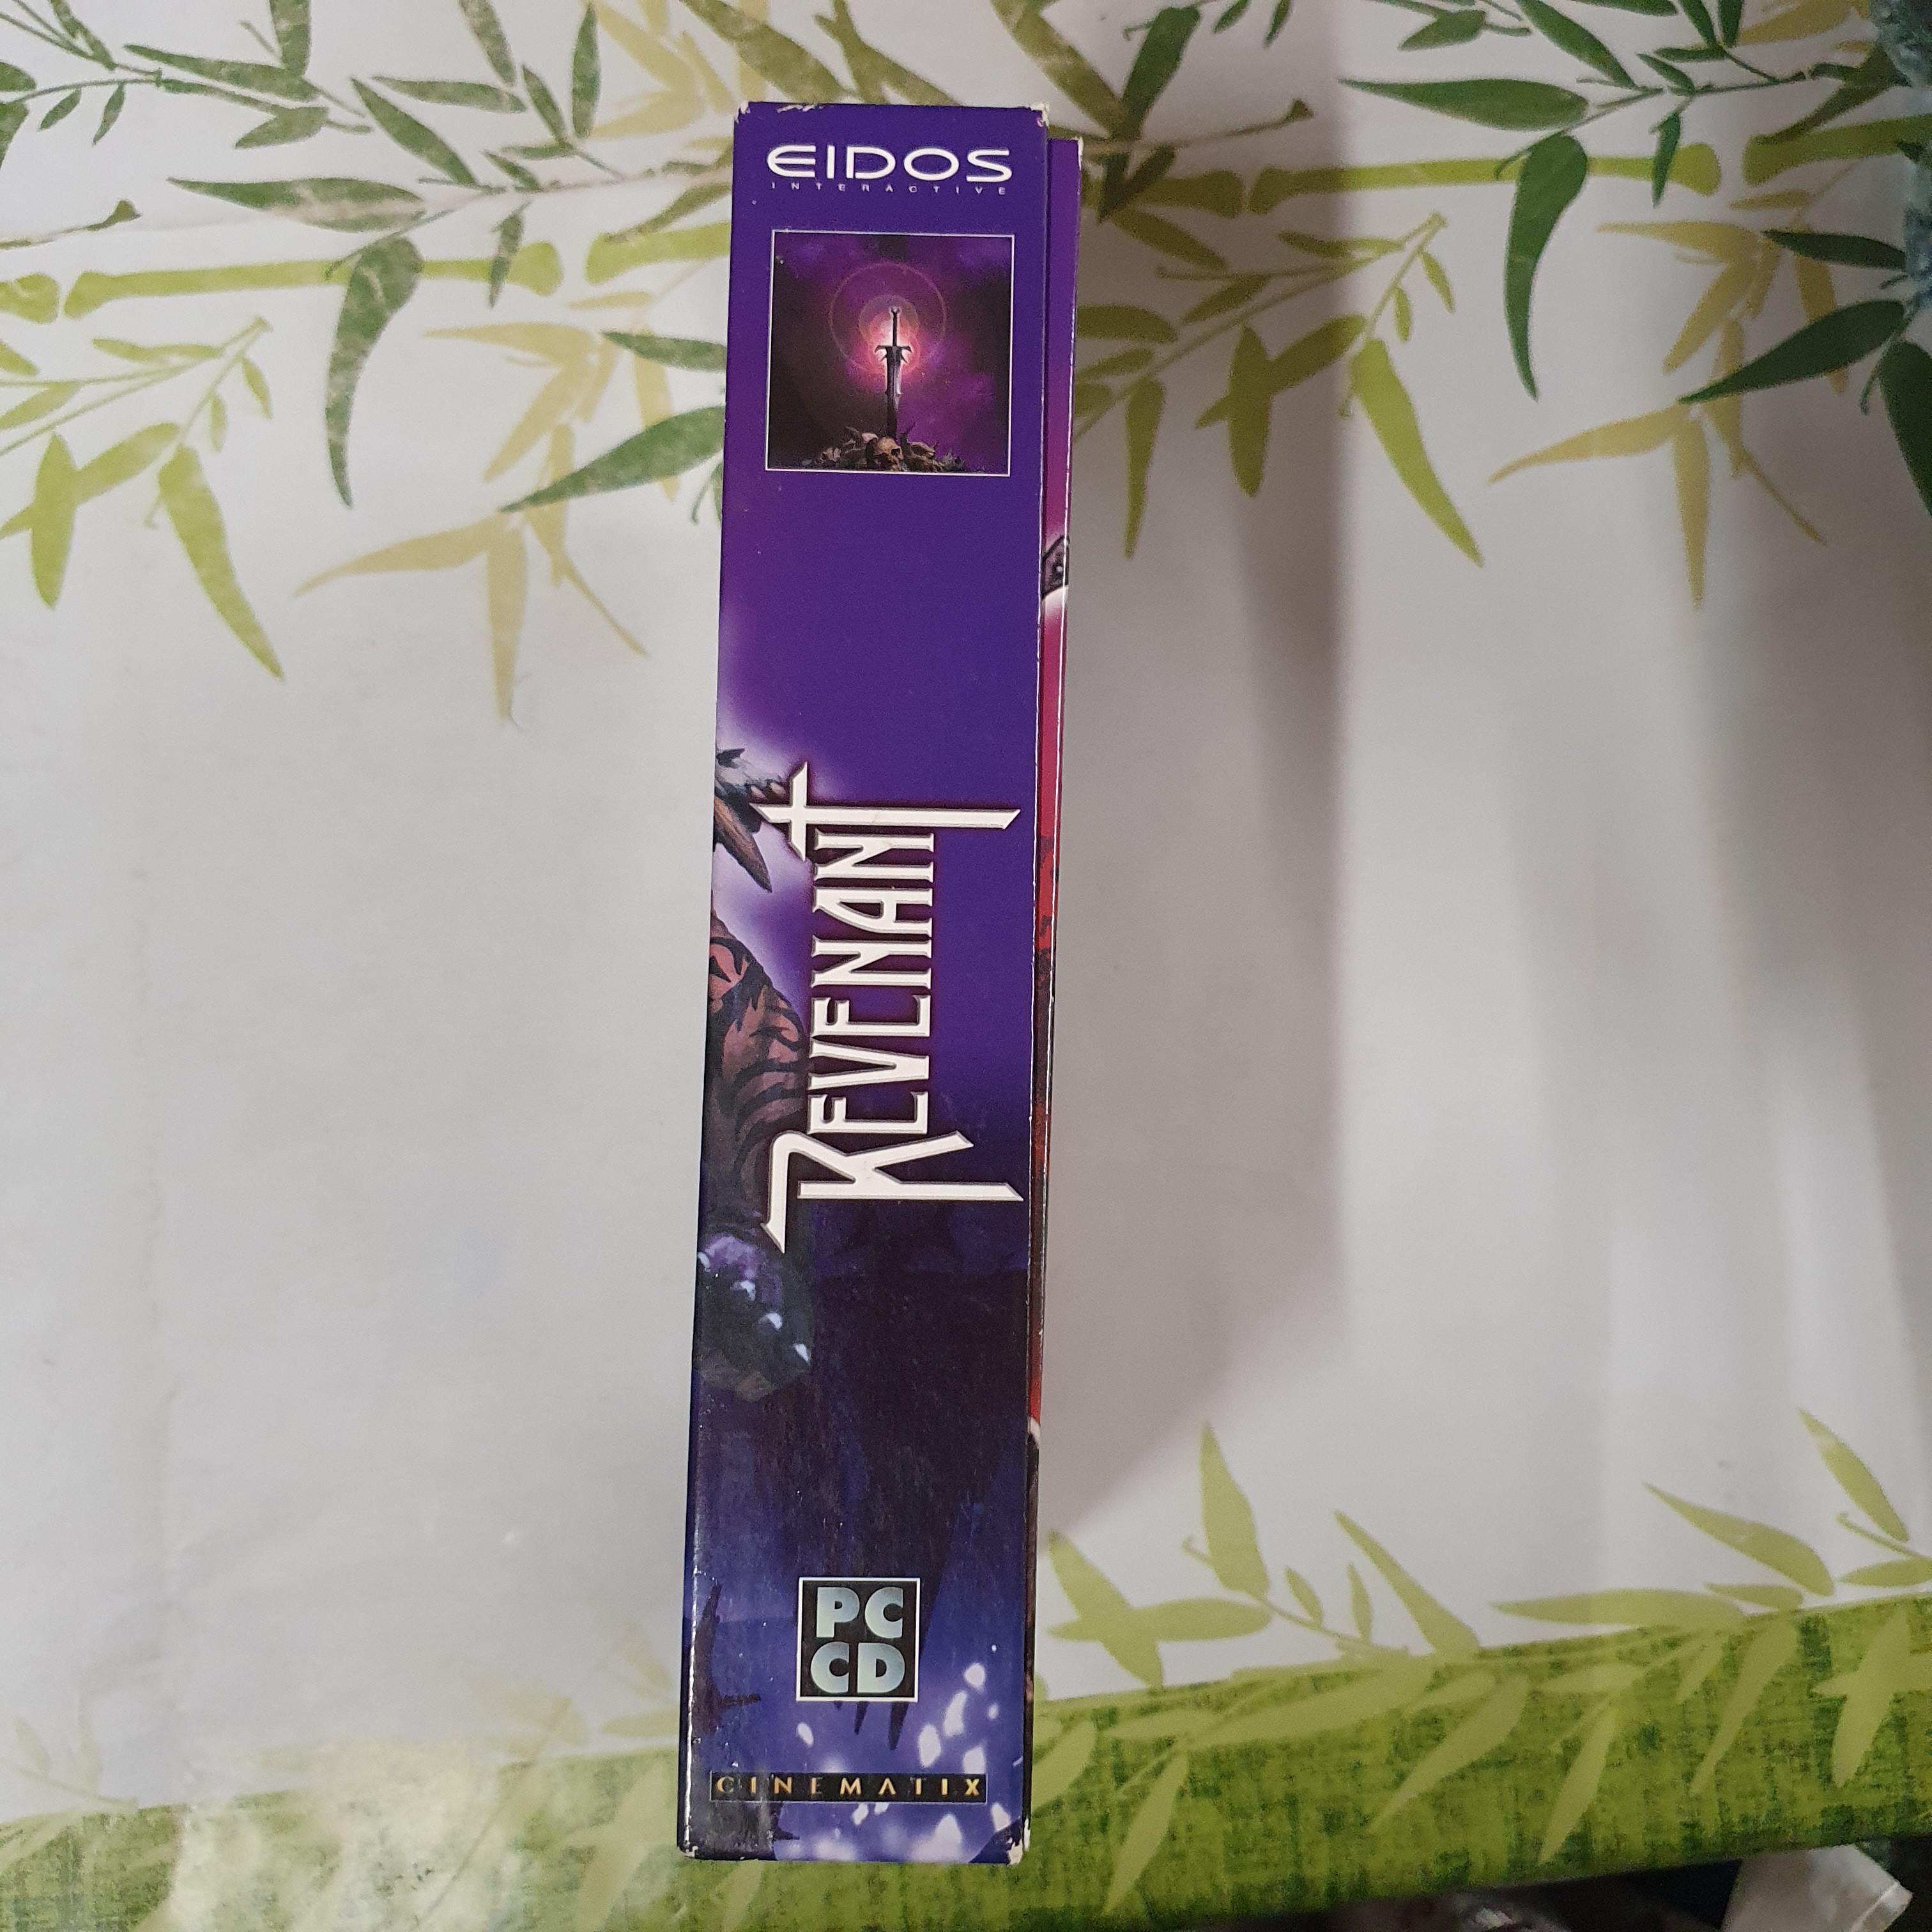 EIDOS
INTERACTIVE
REVENANT
PC
CD
CINEMATIX